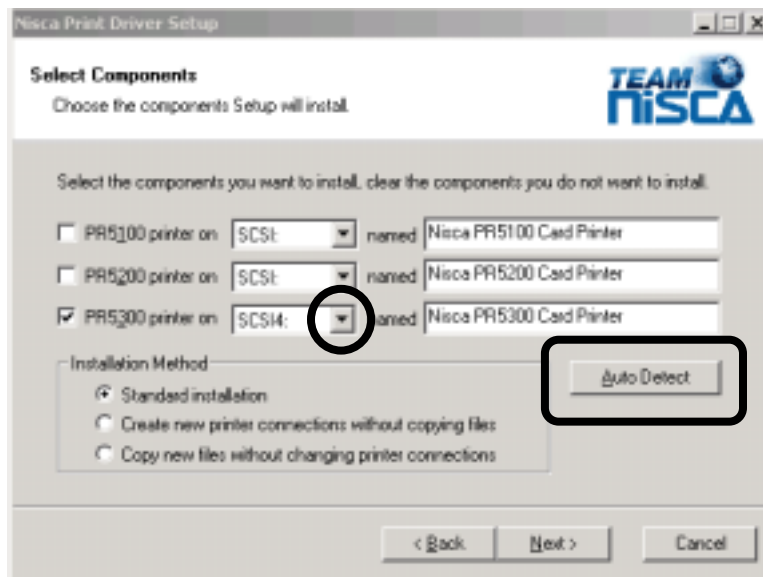 Nisca Print Driver Setup
Select Components
Choose the components Setup will install.
TEAM
NiSCA
Select the components you want to install, clear the components you do not want to install.
PR5100 printer on SCSI: named Nisca PR5100 Card Printer
PR5200 printer on SCSI: named Nisca PR5200 Card Printer
PR5300 printer on SCSI4: named Nisca PR5300 Card Printer
Installation Method
Auto Detect
Standard installation
Create new printer connections without copying files
Copy new files without changing printer connections
< Back Next > Cancel